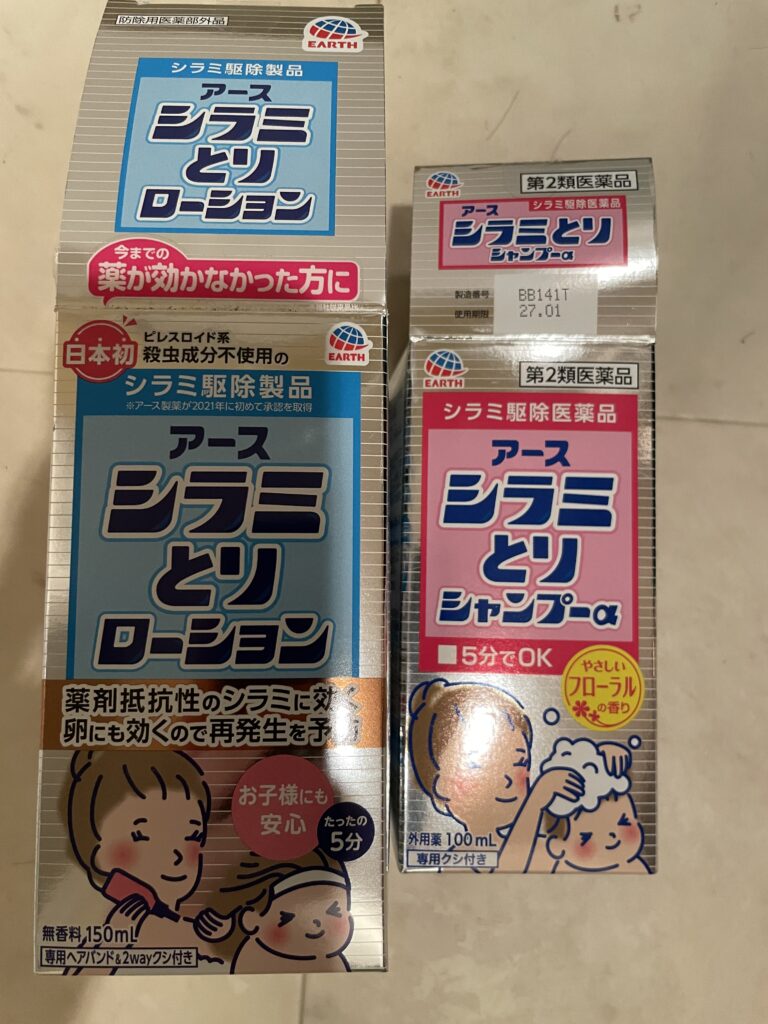 防除用医薬部外品
EARTH
シラミ駆除製品
アース
シラミ
とり
ローション
今までの
薬が効かなかった方に
日本初
ピレスロイド系
殺虫成分不使用の
EARTH
シラミ駆除製品
※アース製薬が2021年に初めて承認を取得
アース
シラミ
とり
ローション
薬剤抵抗性のシラミに効く
卵にも効くので再発生を予防
お子様にも
安心
たったの
5分
無香料 150mL
専用ヘアバンド&2wayクシ付き
EARTH
第2類医薬品
シラミ駆除医薬品
アース
シラミとり
シャンプーα
製造番号 BB141T
使用期限 27.01
EARTH
第2類医薬品
シラミ駆除医薬品
アース
シラミ
とり
シャンプーα
■5分でOK
やさしい
フローラル
の香り
外用薬 100mL
専用クシ付き